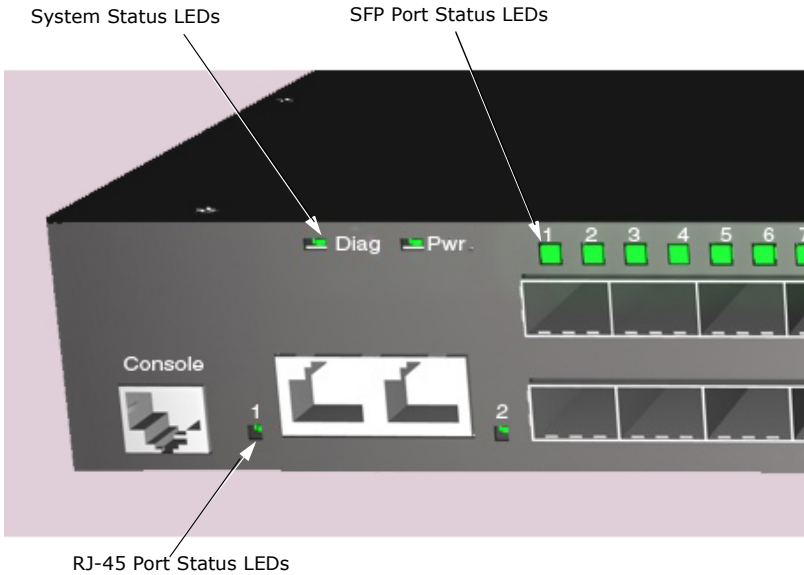 System Status LEDs
SFP Port Status LEDs
Diag
Pwr
1 2 3 4 5 6 7
Console
1
2
RJ-45 Port Status LEDs